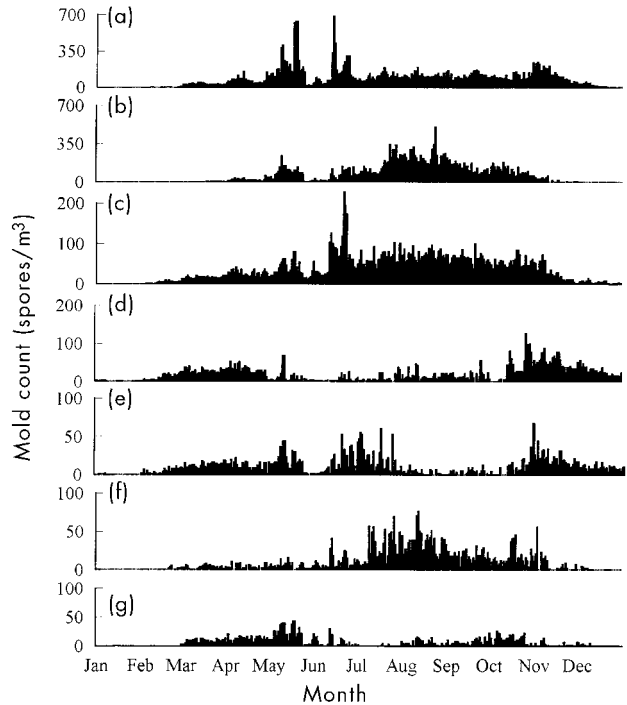 Mold count (spores/m³)
(a)
700
350
0
(b)
700
350
0
(c)
200
100
0
(d)
200
100
0
(e)
100
50
0
(f)
100
50
0
(g)
100
50
0
Jan Feb Mar Apr May Jun Jul Aug Sep Oct Nov Dec
Month